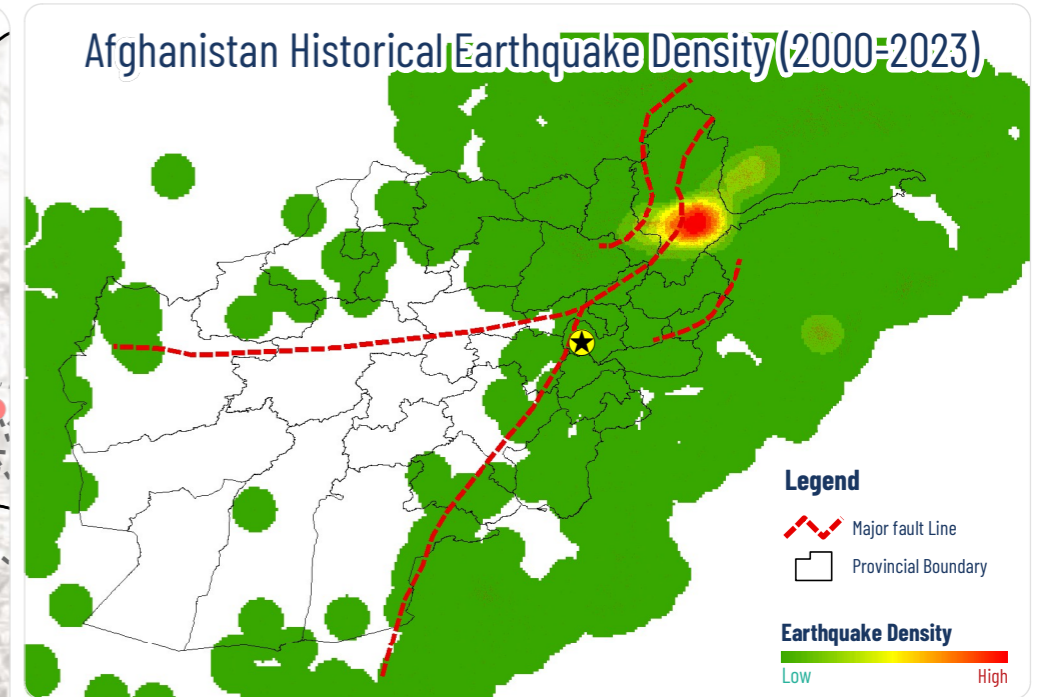 Afghanistan Historical Earthquake Density (2000-2023)
Legend
Major fault Line
Provincial Boundary
Earthquake Density
Low High